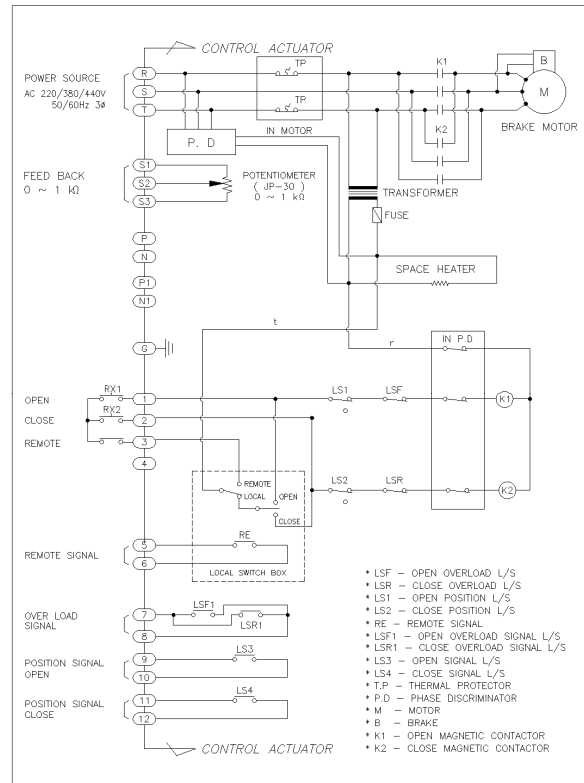 CONTROL ACTUATOR
POWER SOURCE
AC 220/380/440V
50/60Hz 3ø
R
S
T
TP
TP
K1
K2
B
M
BRAKE MOTOR
P. D
IN MOTOR
FEED BACK
0 ~ 1 kΩ
S1
S2
S3
POTENTIOMETER
( JP-30 )
0 ~ 1 kΩ
TRANSFORMER
FUSE
P
N
P1
N1
SPACE HEATER
t
r
G
IN P.D
OPEN
RX1
1
LS1
LSF
K1
CLOSE
RX2
2
REMOTE
3
4
REMOTE
LOCAL
OPEN
CLOSE
LS2
LSR
K2
LOCAL SWITCH BOX
REMOTE SIGNAL
5
RE
6
OVER LOAD
SIGNAL
7
LSF1
LSR1
8
POSITION SIGNAL
OPEN
9
LS3
10
POSITION SIGNAL
CLOSE
11
LS4
12
CONTROL ACTUATOR
* LSF – OPEN OVERLOAD L/S
* LSR – CLOSE OVERLOAD L/S
* LS1 – OPEN POSITION L/S
* LS2 – CLOSE POSITION L/S
* RE – REMOTE SIGNAL
* LSF1 – OPEN OVERLOAD SIGNAL L/S
* LSR1 – CLOSE OVERLOAD SIGNAL L/S
* LS3 – OPEN SIGNAL L/S
* LS4 – CLOSE SIGNAL L/S
* T.P – THERMAL PROTECTOR
* P.D – PHASE DISCRIMINATOR
* M – MOTOR
* B – BRAKE
* K1 – OPEN MAGNETIC CONTACTOR
* K2 – CLOSE MAGNETIC CONTACTOR